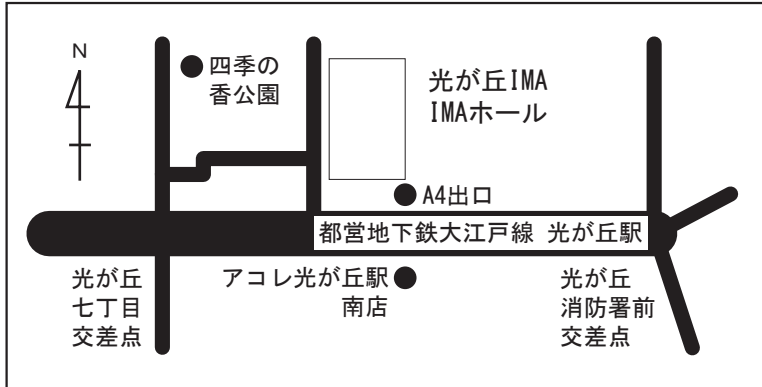 N
四季の
香公園
光が丘IMA
IMAホール
A4出口
都営地下鉄大江戸線 光が丘駅
光が丘
七丁目
交差点
アコレ光が丘駅
南店
光が丘
消防署前
交差点